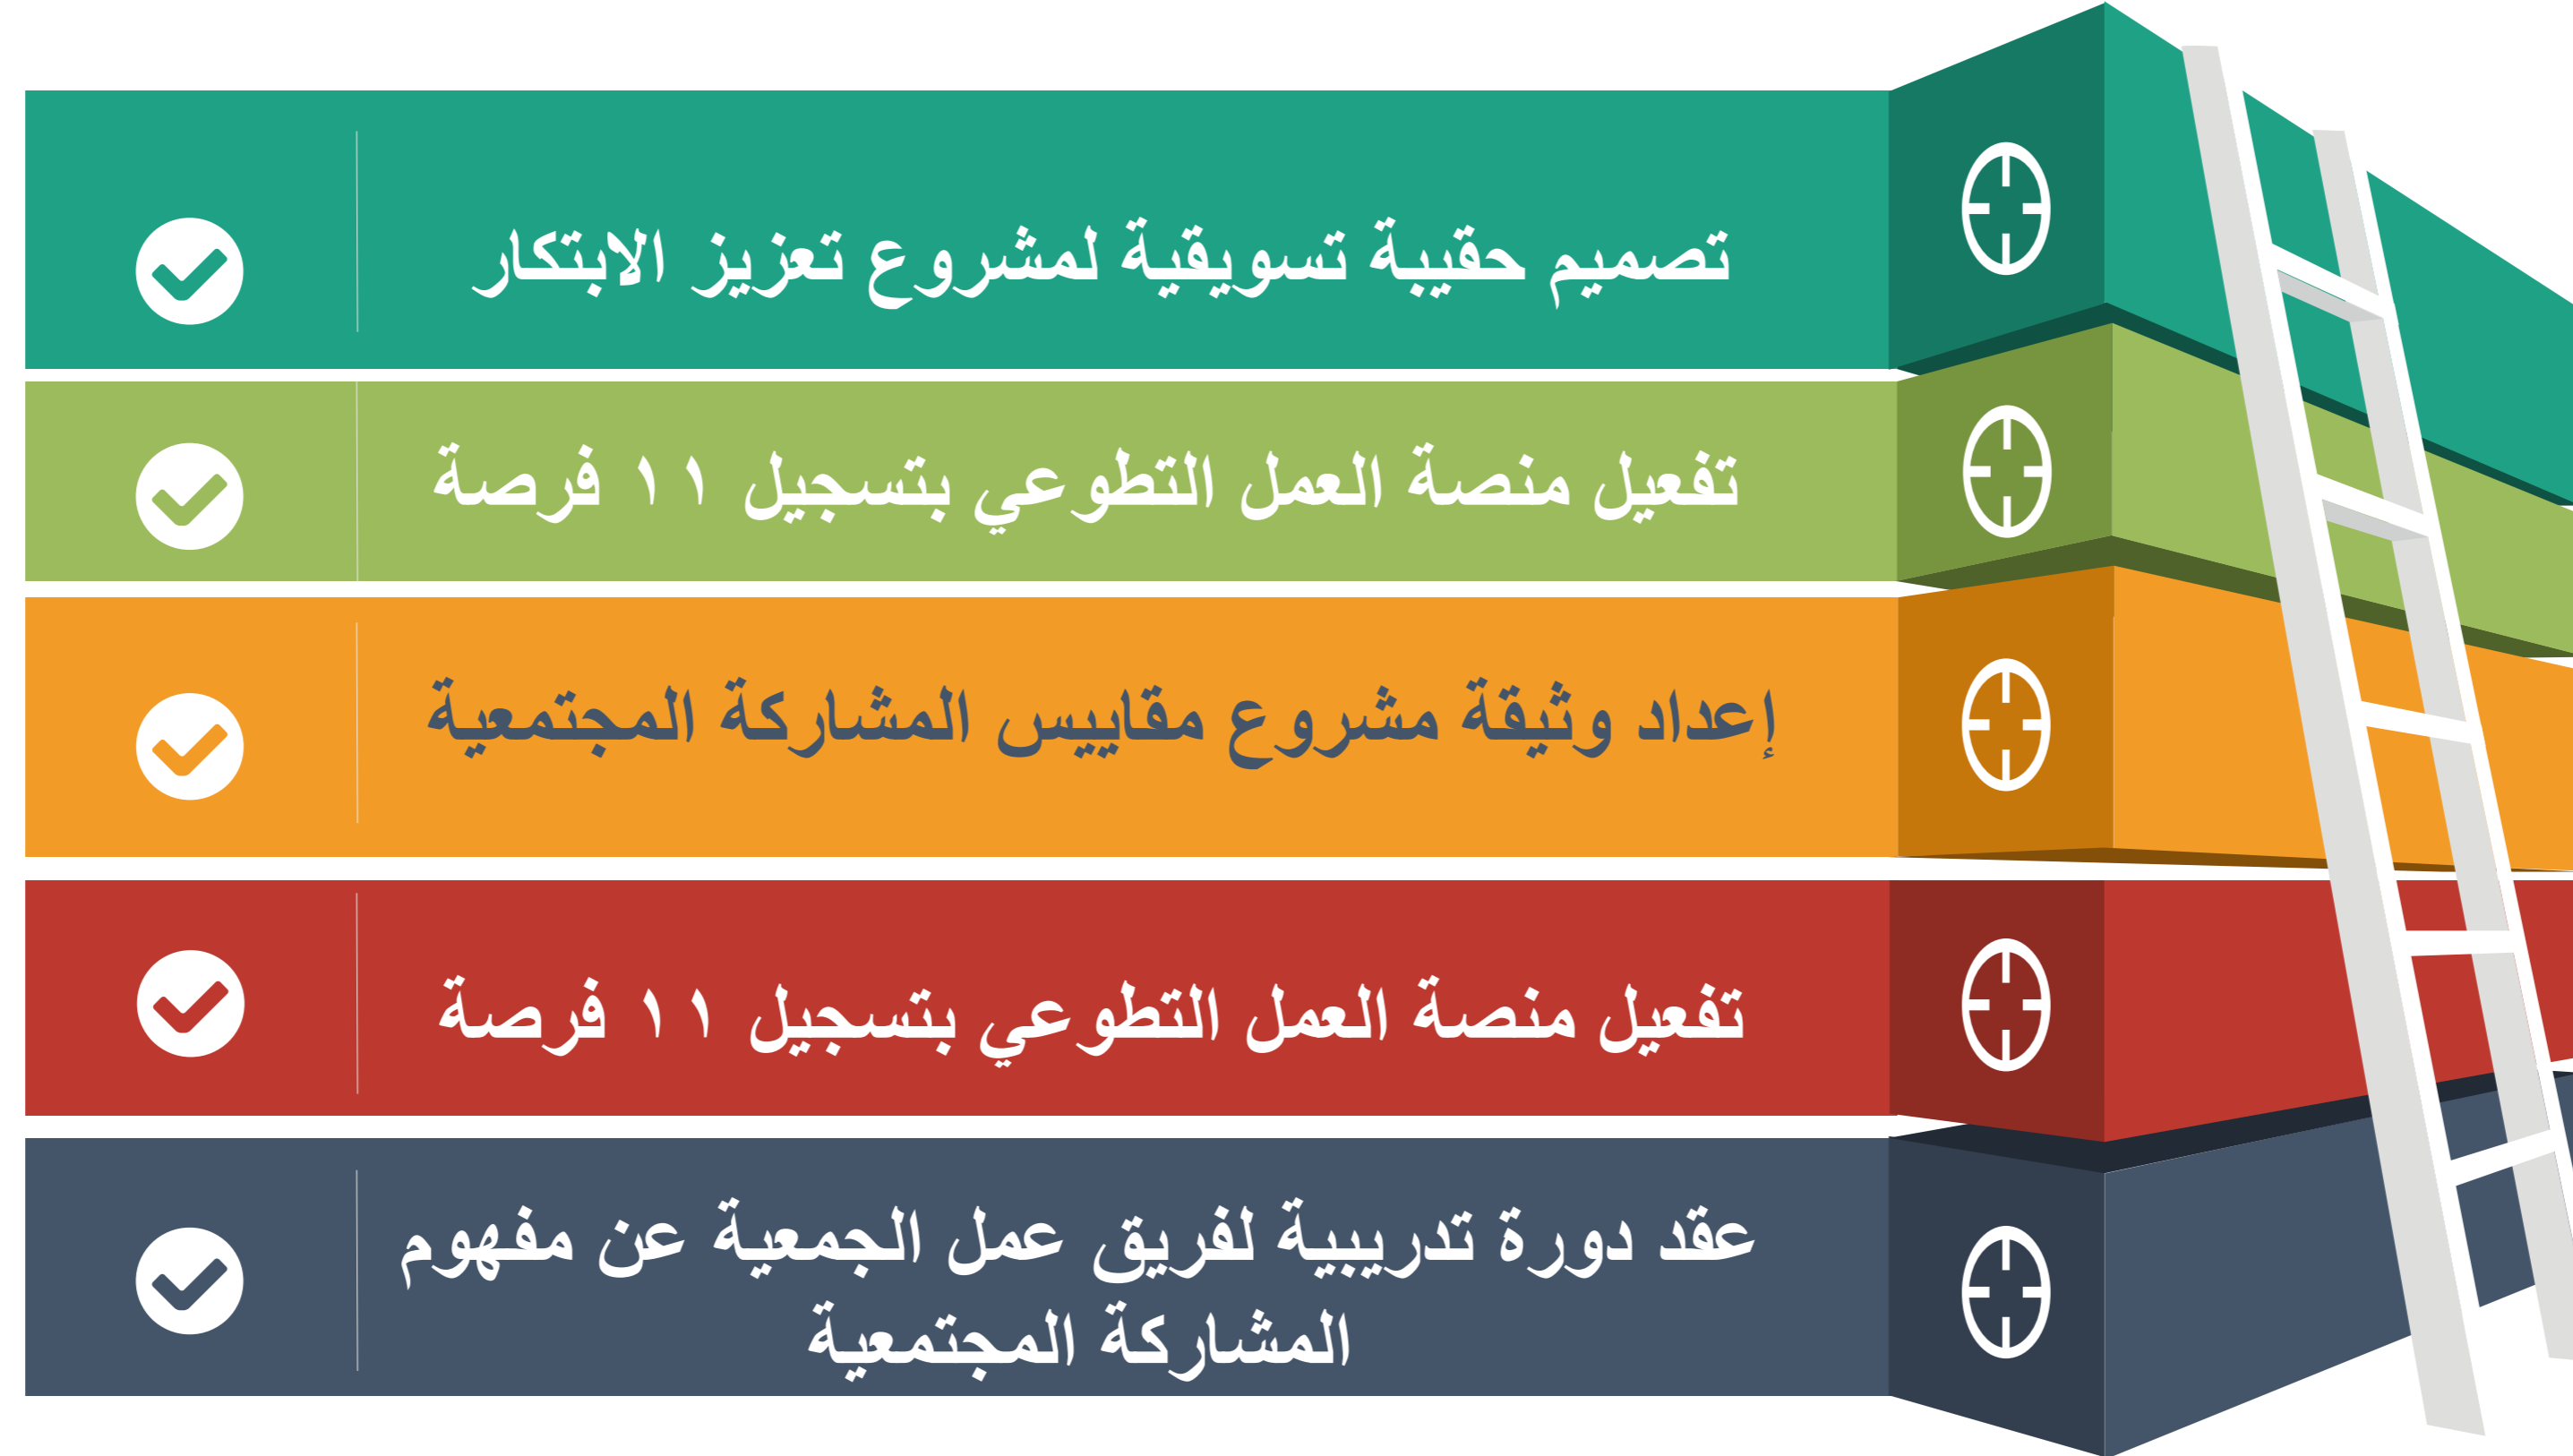 تصميم حقيبة تسويقية لمشروع تعزيز الابتكار
تفعيل منصة العمل التطوعي بتسجيل ١١ فرصة
إعداد وثيقة مشروع مقاييس المشاركة المجتمعية
تفعيل منصة العمل التطوعي بتسجيل ١١ فرصة
عقد دورة تدريبية لفريق عمل الجمعية عن مفهوم
المشاركة المجتمعية